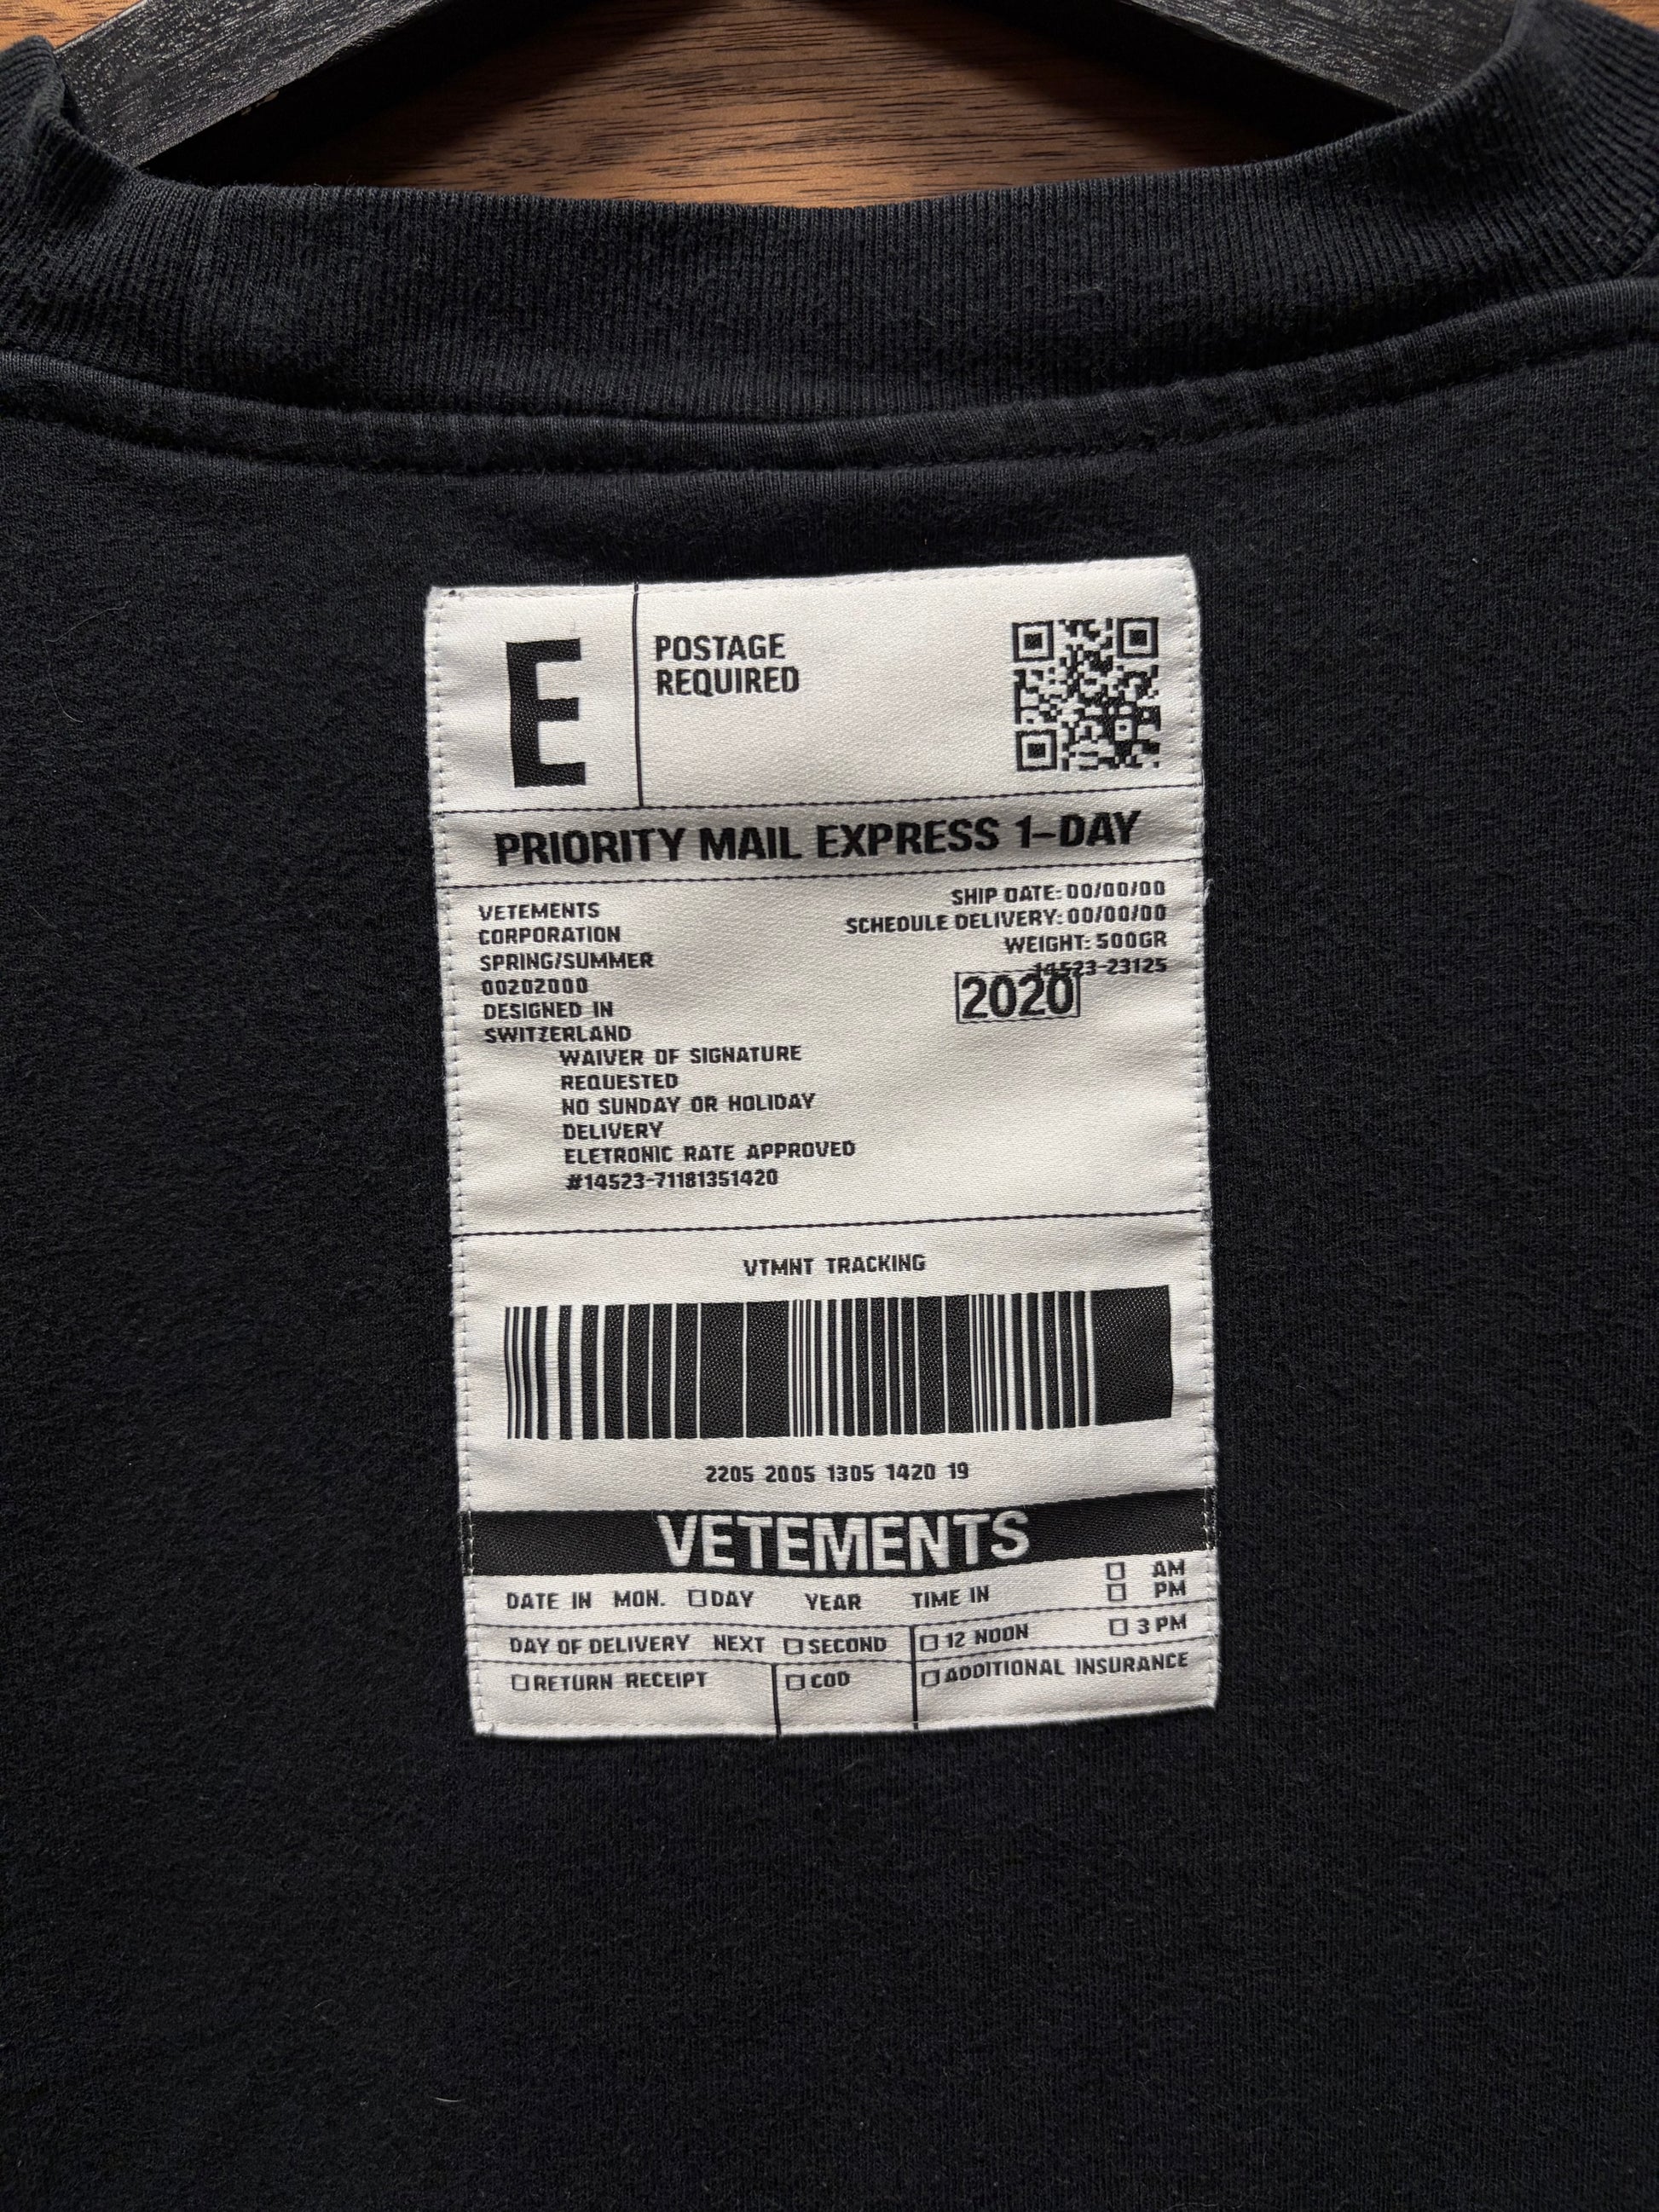 E
POSTAGE
REQUIRED
PRIORITY MAIL EXPRESS 1-DAY
SHIP DATE: 00/00/00
SCHEDULE DELIVERY: 00/00/00
WEIGHT: 500GR
14523-23125
2020
VETEMENTS
CORPORATION
SPRING/SUMMER
00202000
DESIGNED IN
SWITZERLAND
WAIVER OF SIGNATURE
REQUESTED
NO SUNDAY OR HOLIDAY
DELIVERY
ELETRONIC RATE APPROVED
#14523-71181351420
VTMNT TRACKING
2205 2005 1305 1420 19
VETEMENTS
DATE IN MON. DAY YEAR TIME IN AM
PM
DAY OF DELIVERY NEXT SECOND 12 NOON 3 PM
RETURN RECEIPT COD ADDITIONAL INSURANCE